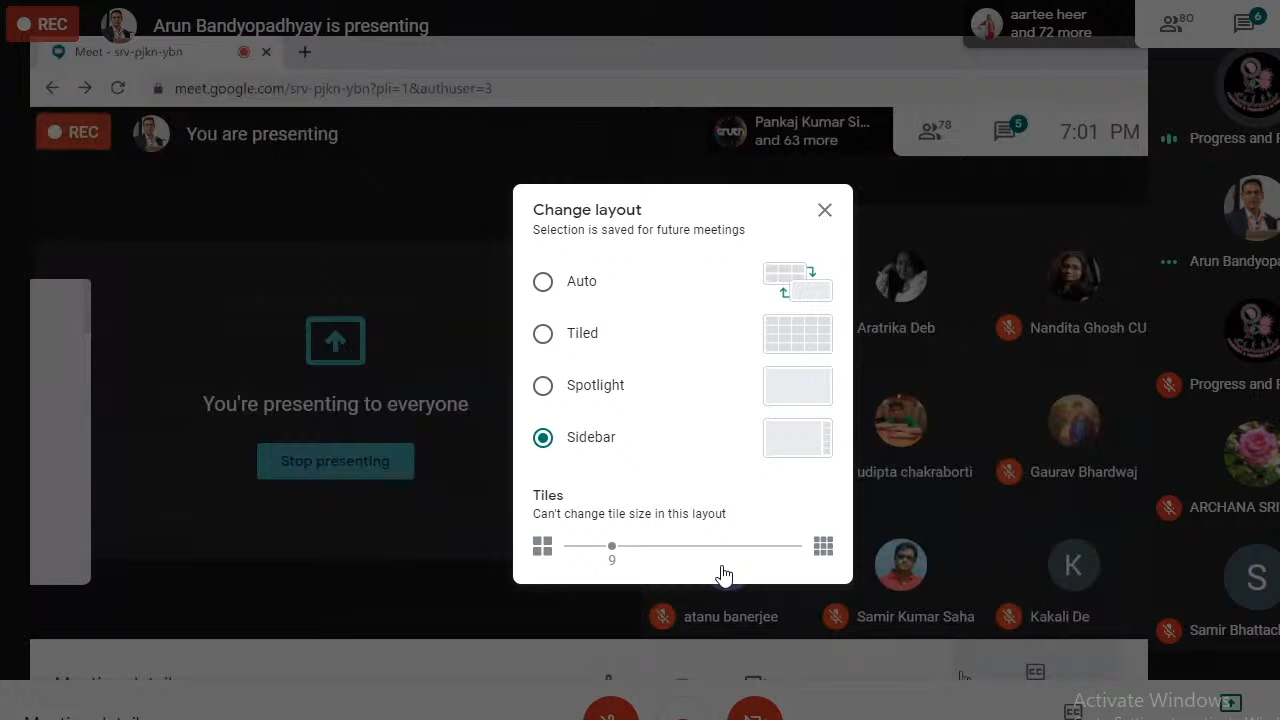 REC
Arun Bandyopadhyay is presenting
aartee heer
and 72 more
80
6
Meet - srv-pjkn-ybn
meet.google.com/srv-pjkn-ybn?pli=1&authuser=3
REC
You are presenting
truth
Pankaj Kumar Si...
and 63 more
78
5
7:01 PM
Progress and
Change layout
Selection is saved for future meetings
Auto
Tiled
Spotlight
Sidebar
Tiles
Can't change tile size in this layout
9
You're presenting to everyone
Stop presenting
Arun Bandyop
Aratrika Deb
Nandita Ghosh CU
Progress and
udipta chakraborti
Gaurav Bhardwaj
ARCHANA SRI
K
S
atanu banerjee
Samir Kumar Saha
Kakali De
Samir Bhattacl
Activate Windows